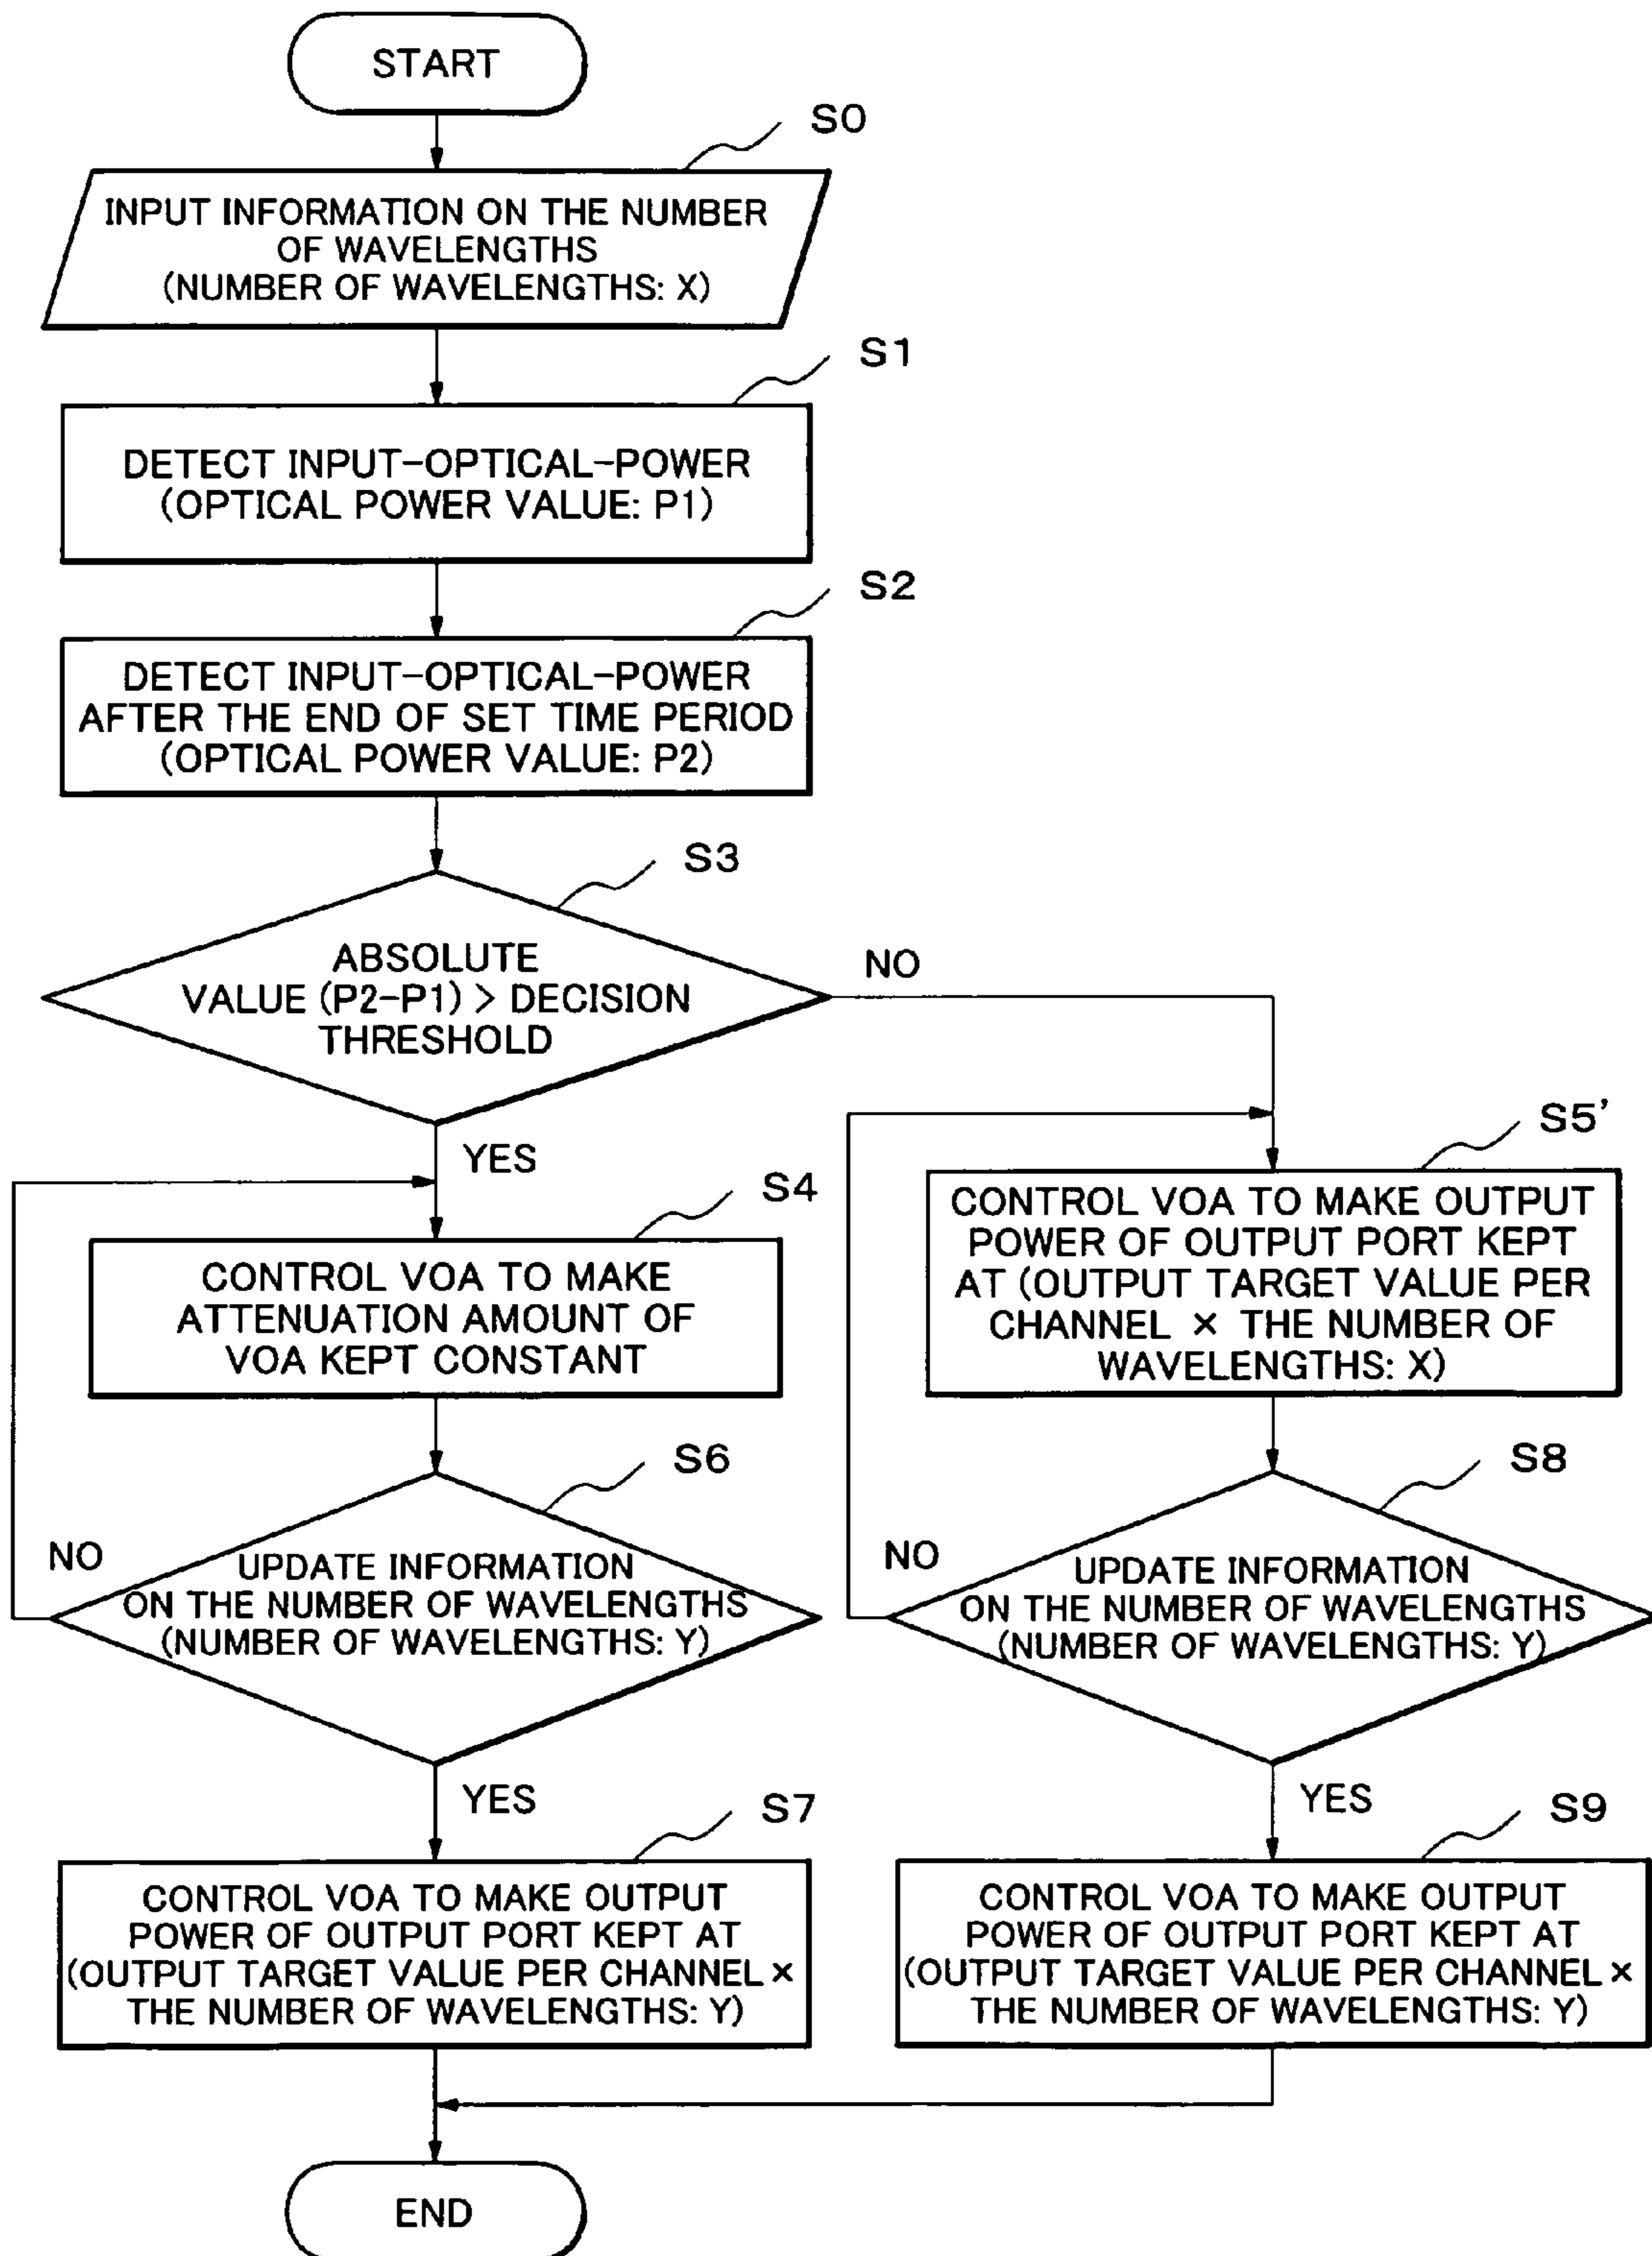 START
S0
INPUT INFORMATION ON THE NUMBER
OF WAVELENGTHS
(NUMBER OF WAVELENGTHS: X)
S1
DETECT INPUT-OPTICAL-POWER
(OPTICAL POWER VALUE: P1)
S2
DETECT INPUT-OPTICAL-POWER
AFTER THE END OF SET TIME PERIOD
(OPTICAL POWER VALUE: P2)
S3
ABSOLUTE
VALUE (P2-P1) > DECISION
THRESHOLD
NO
YES
S4
CONTROL VOA TO MAKE
ATTENUATION AMOUNT OF
VOA KEPT CONSTANT
S6
NO
UPDATE INFORMATION
ON THE NUMBER OF WAVELENGTHS
(NUMBER OF WAVELENGTHS: Y)
YES
S7
CONTROL VOA TO MAKE OUTPUT
POWER OF OUTPUT PORT KEPT AT
(OUTPUT TARGET VALUE PER CHANNEL ×
THE NUMBER OF WAVELENGTHS: Y)
S5'
CONTROL VOA TO MAKE OUTPUT
POWER OF OUTPUT PORT KEPT
AT (OUTPUT TARGET VALUE PER
CHANNEL × THE NUMBER OF
WAVELENGTHS: X)
S8
NO
UPDATE INFORMATION
ON THE NUMBER OF WAVELENGTHS
(NUMBER OF WAVELENGTHS: Y)
YES
S9
CONTROL VOA TO MAKE OUTPUT
POWER OF OUTPUT PORT KEPT AT
(OUTPUT TARGET VALUE PER CHANNEL ×
THE NUMBER OF WAVELENGTHS: Y)
END